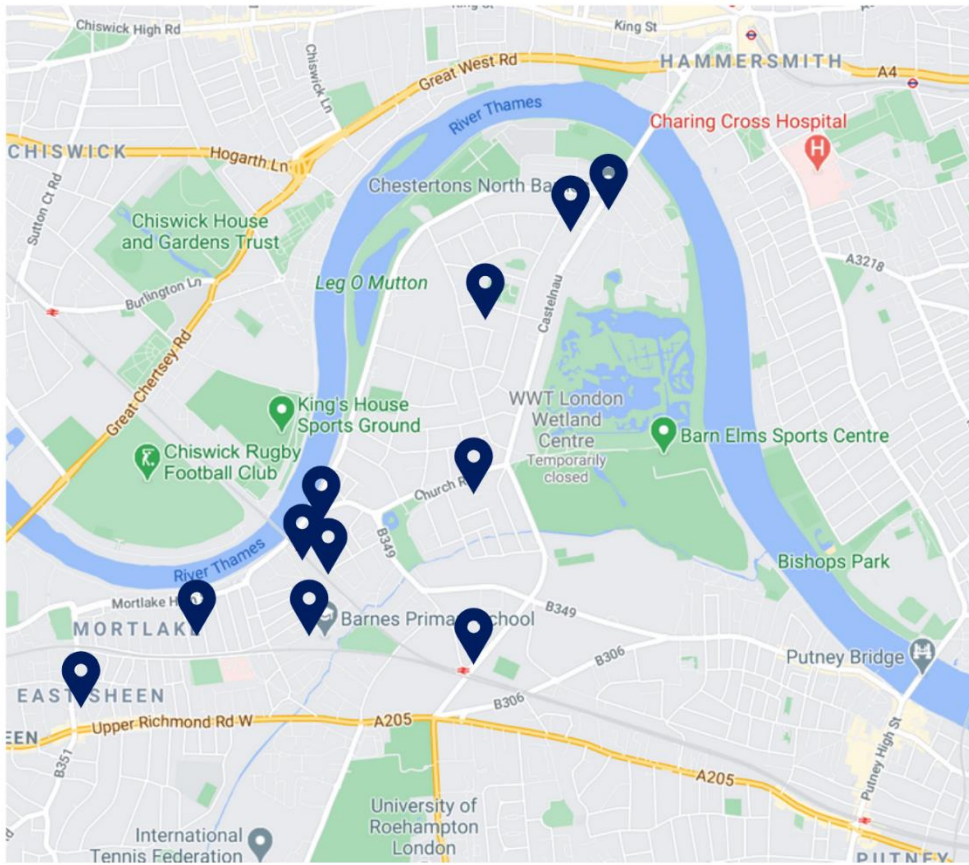 King St
Chiswick High Rd
King St
Great West Rd
HAMMERSMITH
A4
Chiswick Ln
River Thames
Charing Cross Hospital
H
CHISWICK
Hogarth Ln
Sutton Ct Rd
Chestertons North
Chiswick House
and Gardens Trust
A3218
Leg O Mutton
Burlington Ln
Castelnau
Great Chertsey Rd
King's House
Sports Ground
WWT London
Wetland
Centre
Temporarily
closed
Barn Elms Sports Centre
Chiswick Rugby
Football Club
Church
B349
River Thames
Bishops Park
Mortlake
B349
MORTLAKE
Barnes Primary School
B306
Putney Bridge
EAST SHEEN
B306
Upper Richmond Rd W
A205
EEN
B351
A205
Putney High St
University of
Roehampton
London
International
Tennis Federation
PUTNEY